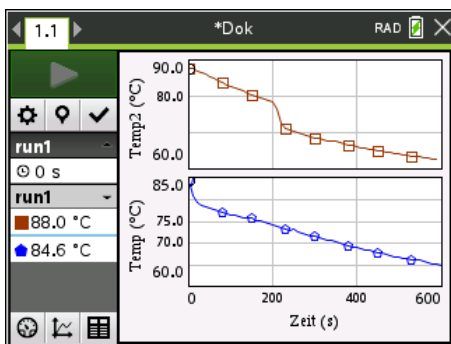 1.1
*Dok
RAD
run1
0 s
run1
88.0 °C
84.6 °C
Temp2 (°C)
90.0
80.0
60.0
Temp (°C)
85.0
75.0
70.0
60.0
0 200 400 600
Zeit (s)